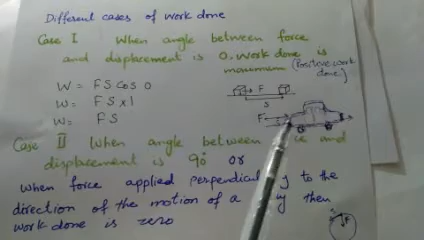 Different cases of work done
Case I When angle between force
and displacement is 0. Work done is
(Positive work
done)
W = FS Cos 0
W = FS x 1
W = FS
F
S
F
Case II When angle between and
displacement is 90 or
When force applied to the
direction of the motion of a then
work done is zero
F